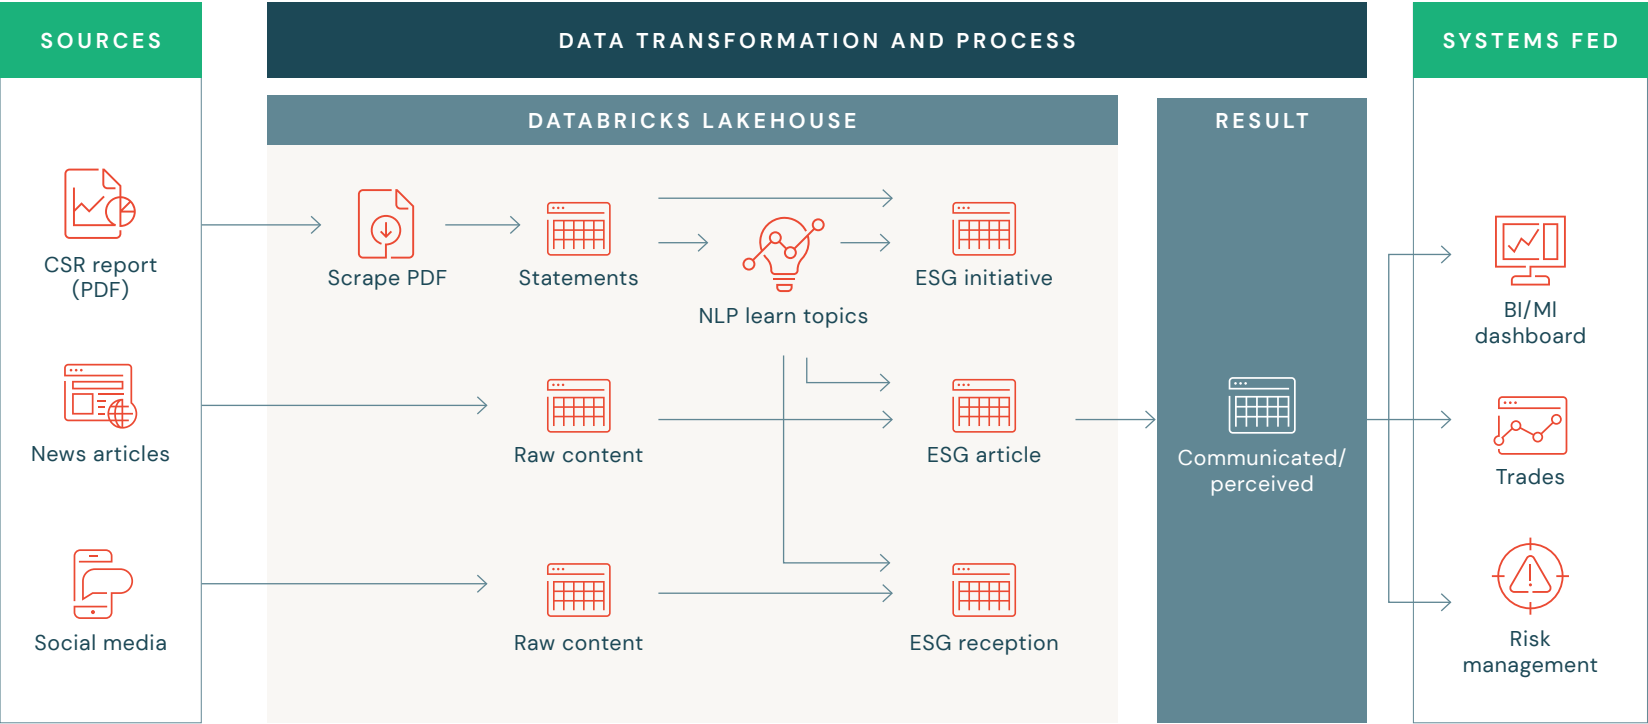 SOURCES
DATA TRANSFORMATION AND PROCESS
SYSTEMS FED
DATABRICKS LAKEHOUSE
RESULT
CSR report
(PDF)
Scrape PDF
Statements
NLP learn topics
ESG initiative
News articles
Raw content
ESG article
Social media
Raw content
ESG reception
Communicated/
perceived
BI/MI
dashboard
Trades
Risk
management